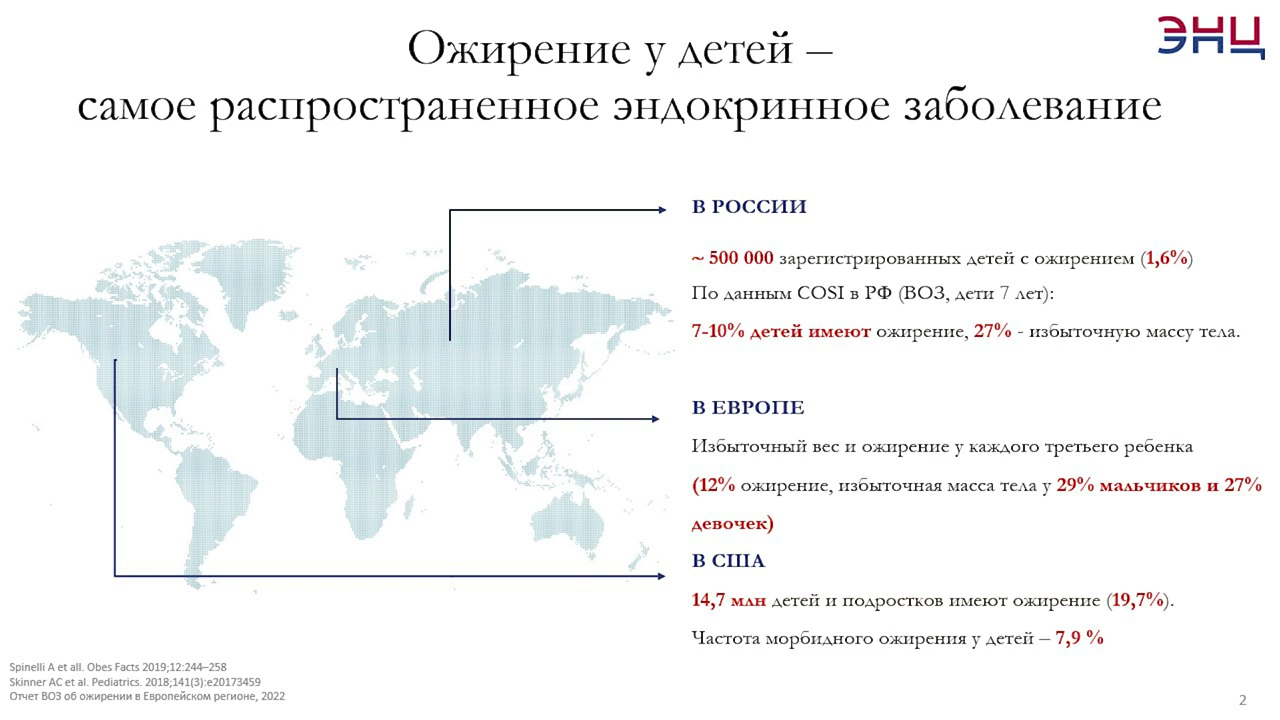 ЭНЦ
Ожирение у детей –
самое распространенное эндокринное заболевание
В РОССИИ
~ 500 000 зарегистрированных детей с ожирением (1,6%)
По данным COSI в РФ (ВОЗ, дети 7 лет):
7-10% детей имеют ожирение, 27% - избыточную массу тела.
В ЕВРОПЕ
Избыточный вес и ожирение у каждого третьего ребенка
(12% ожирение, избыточная масса тела у 29% мальчиков и 27%
девочек)
В США
14,7 млн детей и подростков имеют ожирение (19,7%).
Частота морбидного ожирения у детей – 7,9 %
Spinelli A et all. Obes Facts 2019;12:244–258
Skinner AC et al. Pediatrics. 2018;141(3):e20173459
Отчет ВОЗ об ожирении в Европейском регионе, 2022
2